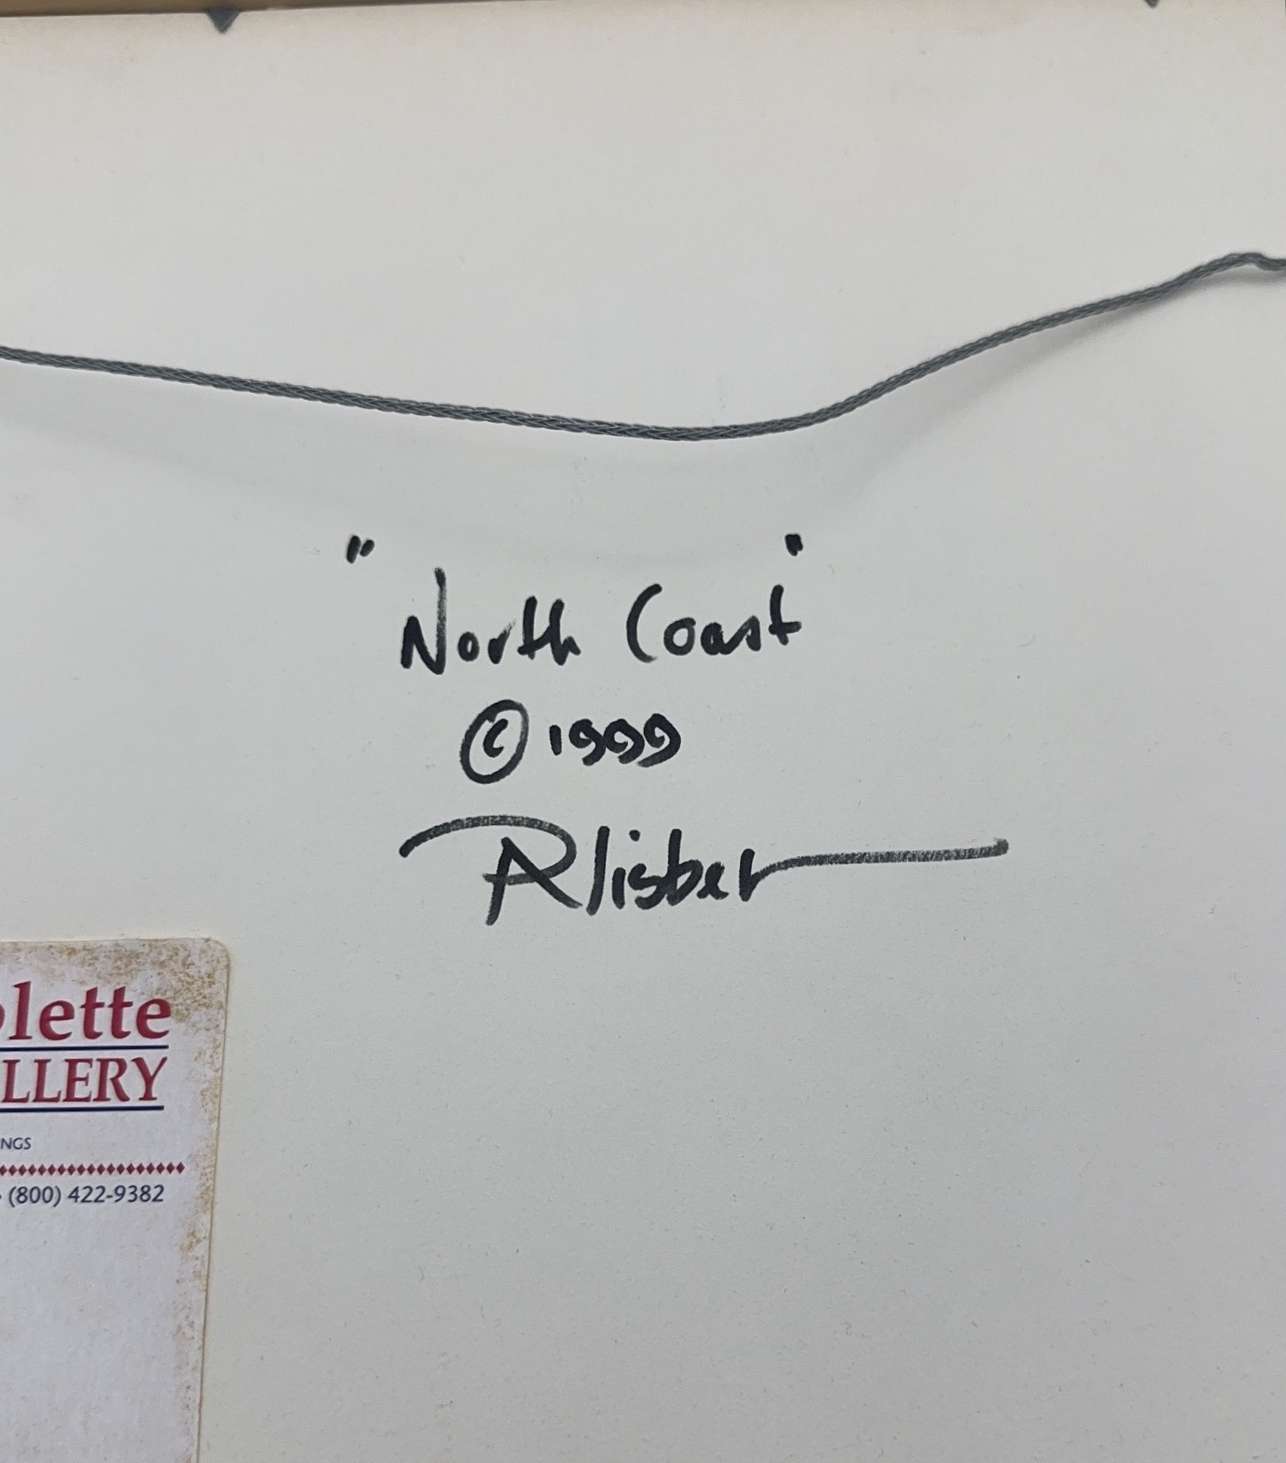 "North Coast"
© 1999
Rlisber
lette
LLERY
NGS
(800) 422-9382